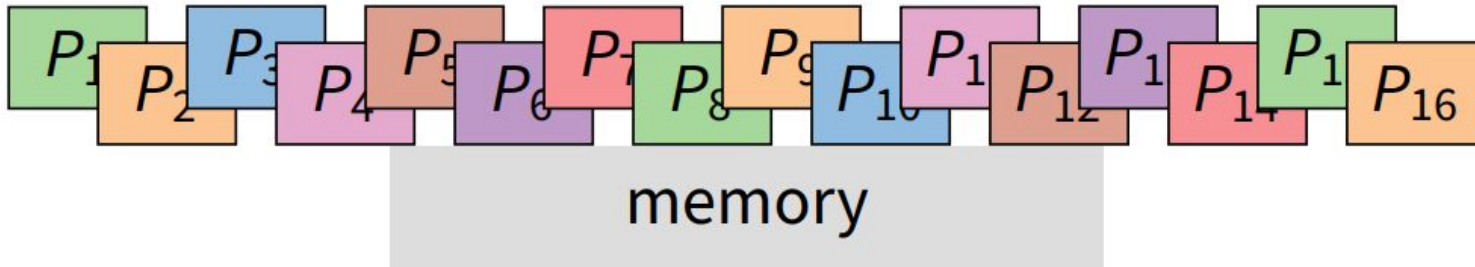 P₁ P₂ P₃ P₄ P₅ P₆ P₇ P₈ P₉ P₁₀ P₁ P₁₂ P₁ P₁₄ P₁ P₁₆
memory